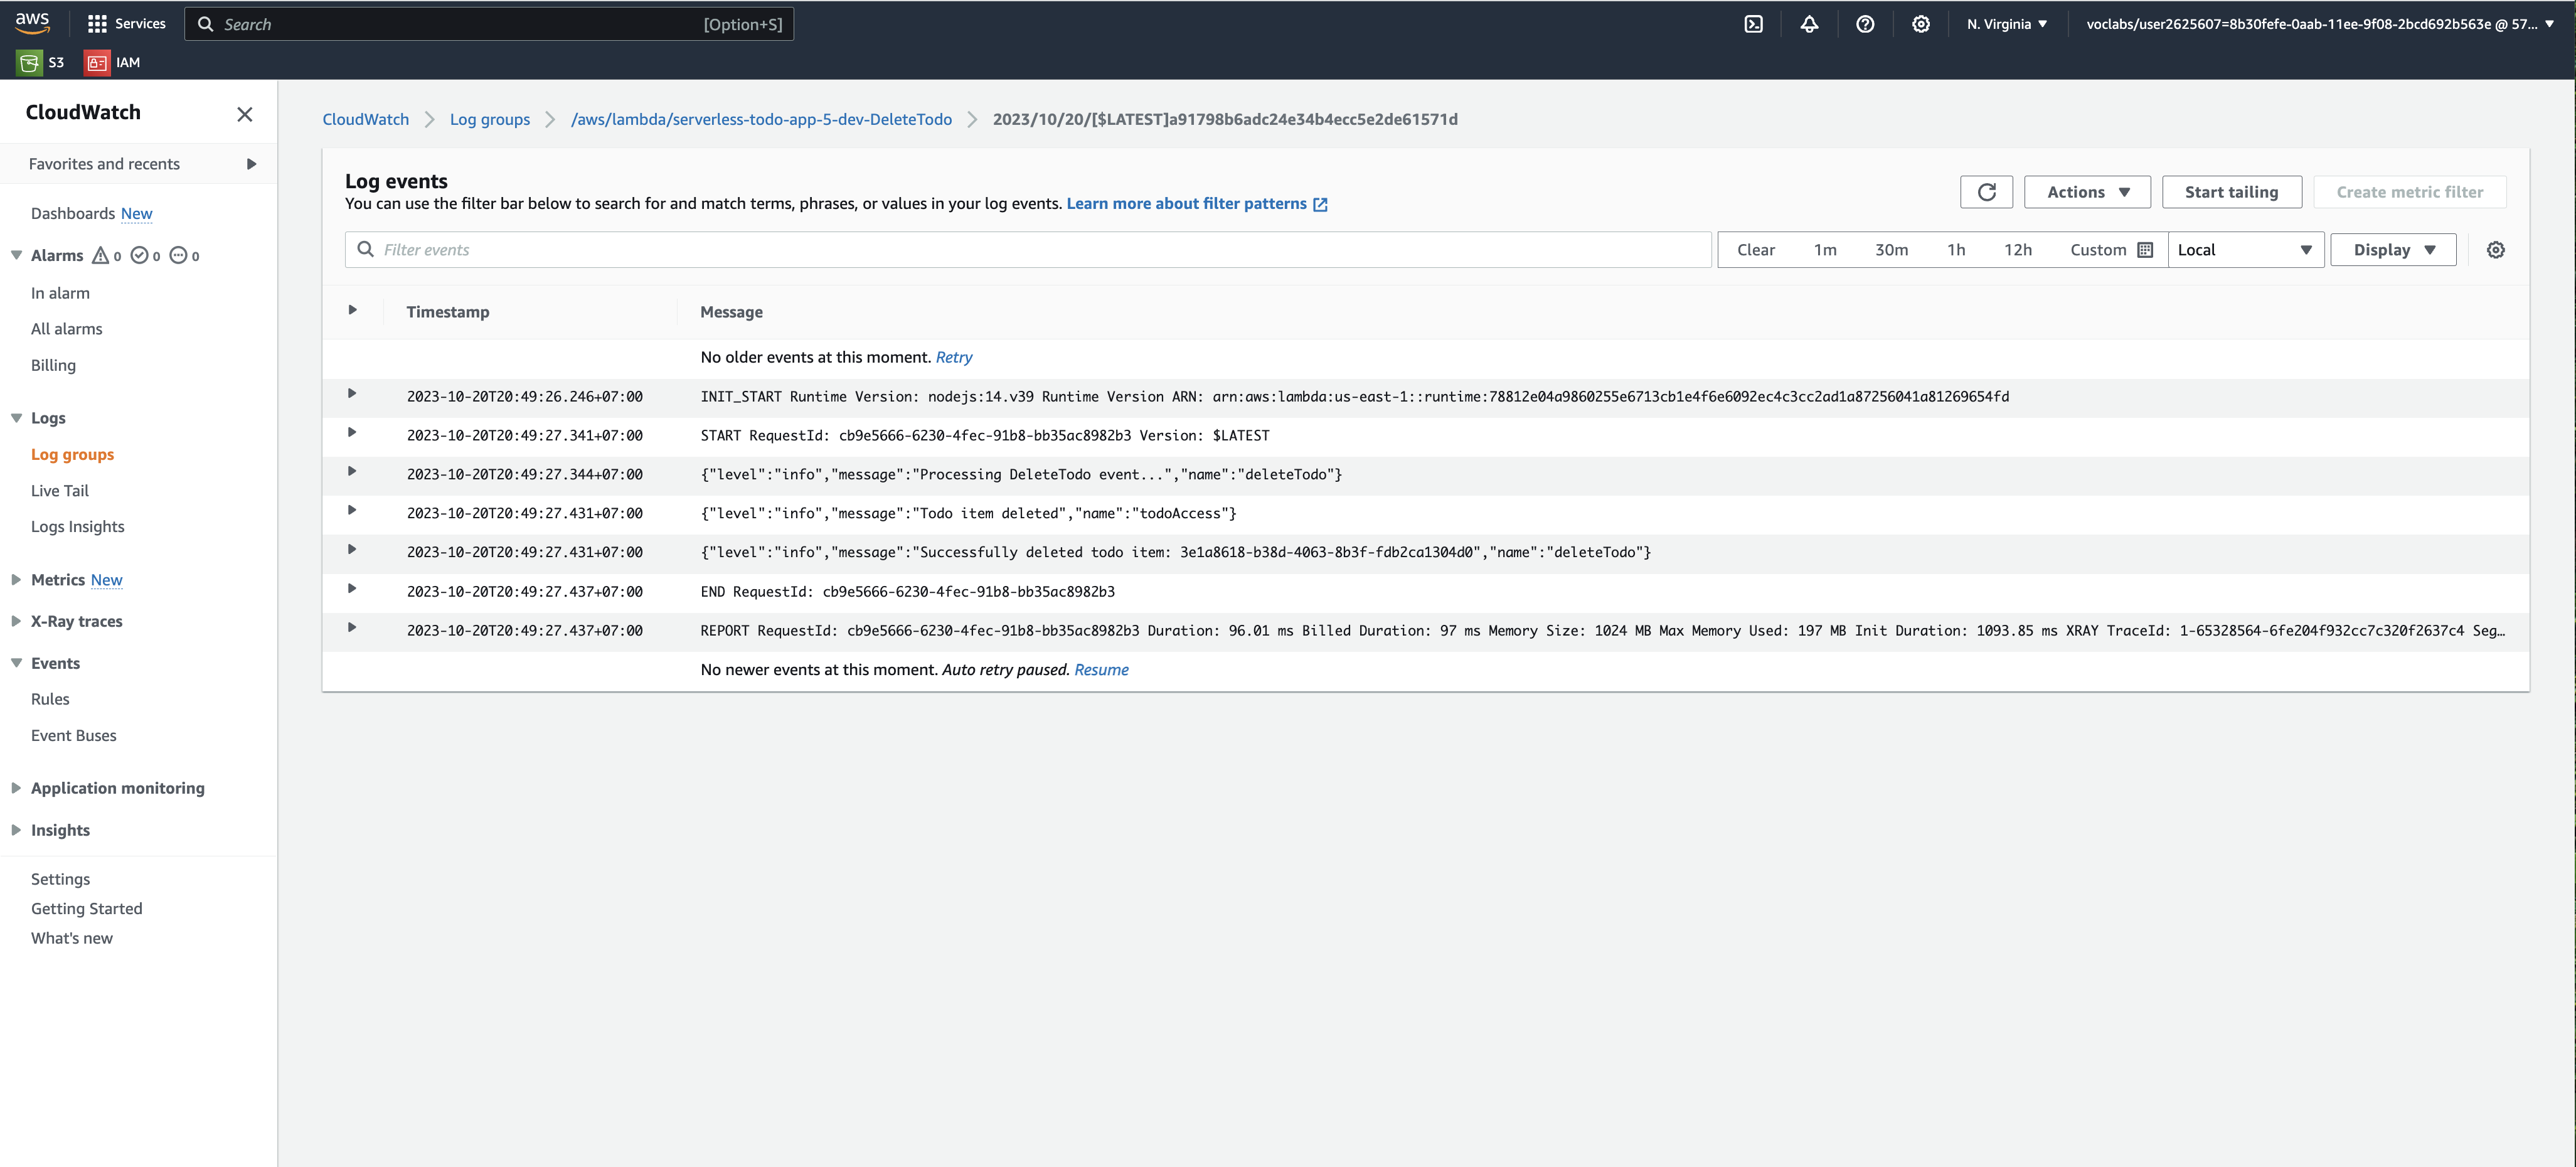 aws
Services
Search [Option+S]
N. Virginia
voclabs/user2625607=8b30fefe-0aab-11ee-9f08-2bcd692b563e @ 57...
S3
IAM
CloudWatch
Favorites and recents
Dashboards New
Alarms 0 0 0
In alarm
All alarms
Billing
Logs
Log groups
Live Tail
Logs Insights
Metrics New
X-Ray traces
Events
Rules
Event Buses
Application monitoring
Insights
Settings
Getting Started
What's new
CloudWatch Log groups /aws/lambda/serverless-todo-app-5-dev-DeleteTodo 2023/10/20/[$LATEST]a91798b6adc24e34b4ecc5e2de61571d
Log events
You can use the filter bar below to search for and match terms, phrases, or values in your log events. Learn more about filter patterns
Actions
Start tailing
Create metric filter
Filter events
Clear 1m 30m 1h 12h Custom Local Display
Timestamp Message
No older events at this moment. Retry
2023-10-20T20:49:26.246+07:00 INIT_START Runtime Version: nodejs:14.v39 Runtime Version ARN: arn:aws:lambda:us-east-1::runtime:78812e04a9860255e6713cb1e4f6e6092ec4c3cc2ad1a87256041a81269654fd
2023-10-20T20:49:27.341+07:00 START RequestId: cb9e5666-6230-4fec-91b8-bb35ac8982b3 Version: $LATEST
2023-10-20T20:49:27.344+07:00 {"level":"info","message":"Processing DeleteTodo event...","name":"deleteTodo"}
2023-10-20T20:49:27.431+07:00 {"level":"info","message":"Todo item deleted","name":"todoAccess"}
2023-10-20T20:49:27.431+07:00 {"level":"info","message":"Successfully deleted todo item: 3e1a8618-b38d-4063-8b3f-fdb2ca1304d0","name":"deleteTodo"}
2023-10-20T20:49:27.437+07:00 END RequestId: cb9e5666-6230-4fec-91b8-bb35ac8982b3
2023-10-20T20:49:27.437+07:00 REPORT RequestId: cb9e5666-6230-4fec-91b8-bb35ac8982b3 Duration: 96.01 ms Billed Duration: 97 ms Memory Size: 1024 MB Max Memory Used: 197 MB Init Duration: 1093.85 ms XRAY TraceId: 1-65328564-6fe204f932cc7c320f2637c4 Seg…
No newer events at this moment. Auto retry paused. Resume